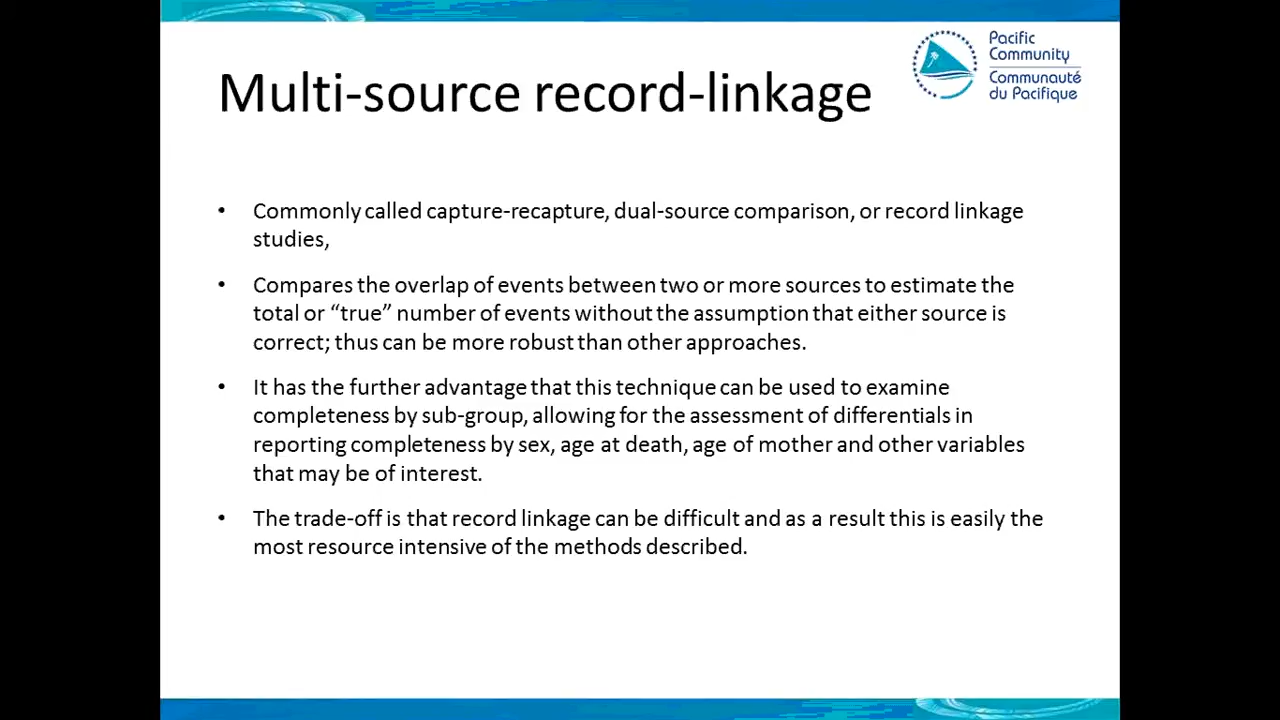 Pacific
Community
Communauté
du Pacifique
Multi-source record-linkage
• Commonly called capture-recapture, dual-source comparison, or record linkage
studies,
• Compares the overlap of events between two or more sources to estimate the
total or “true” number of events without the assumption that either source is
correct; thus can be more robust than other approaches.
• It has the further advantage that this technique can be used to examine
completeness by sub-group, allowing for the assessment of differentials in
reporting completeness by sex, age at death, age of mother and other variables
that may be of interest.
• The trade-off is that record linkage can be difficult and as a result this is easily the
most resource intensive of the methods described.